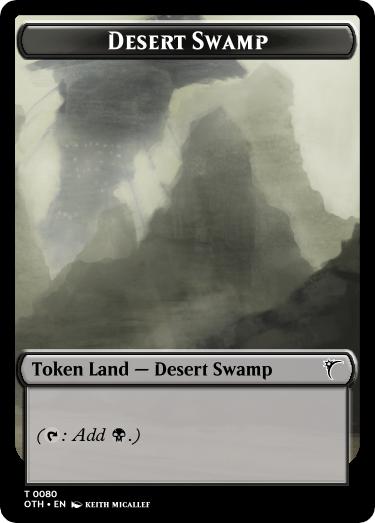 Desert Swamp
Token Land — Desert Swamp
(: Add .)
T 0080
OTH • EN Keith Micallef